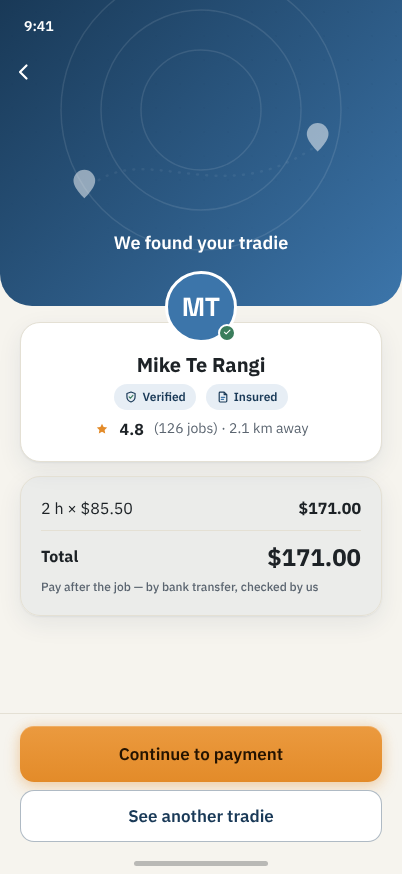 9:41
We found your tradie
MT
Mike Te Rangi
Verified Insured
4.8 (126 jobs) · 2.1 km away
2 h × $85.50 $171.00
Total $171.00
Pay after the job — by bank transfer, checked by us
Continue to payment
See another tradie